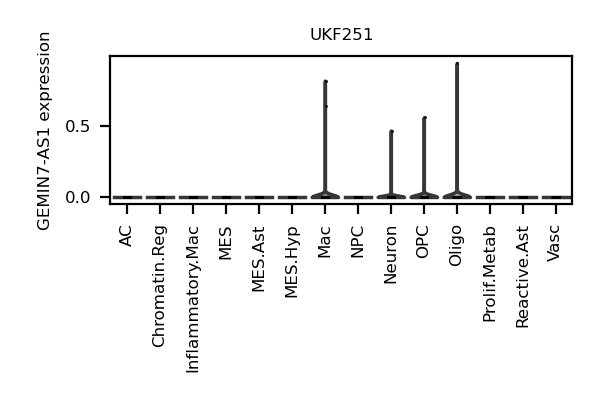 UKF251
GEMIN7-AS1 expression
0.5
0.0
AC
Chromatin.Reg
Inflammatory.Mac
MES
MES.Ast
MES.Hyp
Mac
NPC
Neuron
OPC
Oligo
Prolif.Metab
Reactive.Ast
Vasc